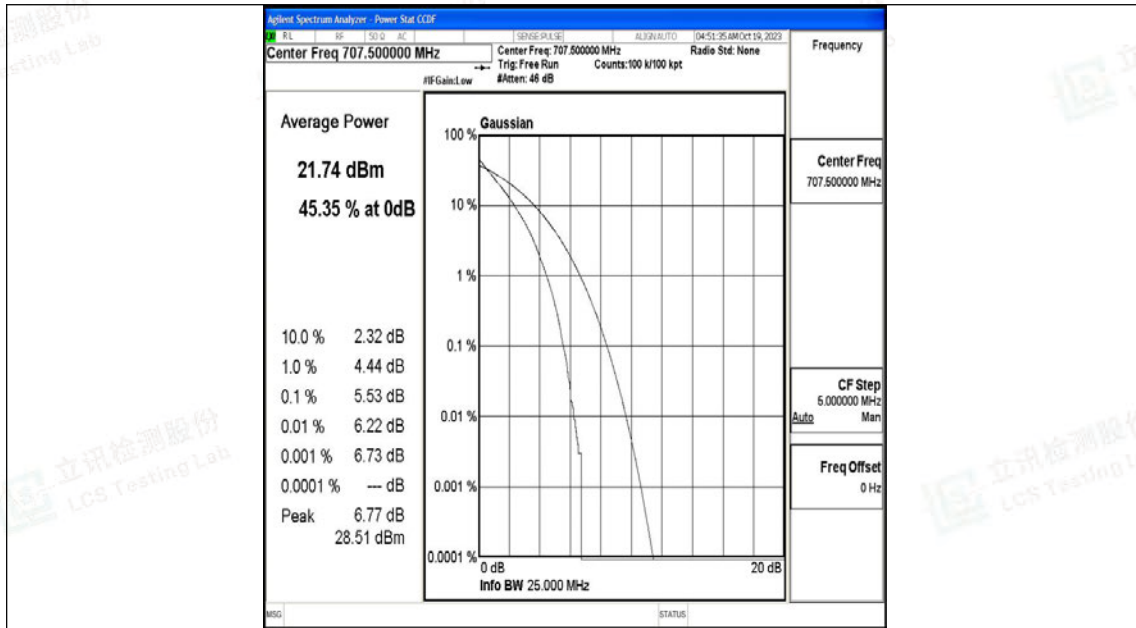 Agilent Spectrum Analyzer - Power Stat CCDF
RL RF 50 Ω AC SENSE:PULSE ALIGNAUTO 04:51:35 AM Oct 19, 2023
Center Freq 707.500000 MHz
Center Freq: 707.500000 MHz Radio Std: None
Trig: Free Run Counts:100 k/100 kpt
#IFGain:Low #Atten: 46 dB
Frequency
Average Power
21.74 dBm
45.35 % at 0dB
10.0 % 2.32 dB
1.0 % 4.44 dB
0.1 % 5.53 dB
0.01 % 6.22 dB
0.001 % 6.73 dB
0.0001 % --- dB
Peak 6.77 dB
28.51 dBm
Gaussian
100 %
10 %
1 %
0.1 %
0.01 %
0.001 %
0.0001 %
0 dB 20 dB
Info BW 25.000 MHz
Center Freq
707.500000 MHz
CF Step
5.000000 MHz
Auto Man
Freq Offset
0 Hz
MSG STATUS
立讯检测股份
LCS Testing Lab
立讯检测股份
LCS Testing L